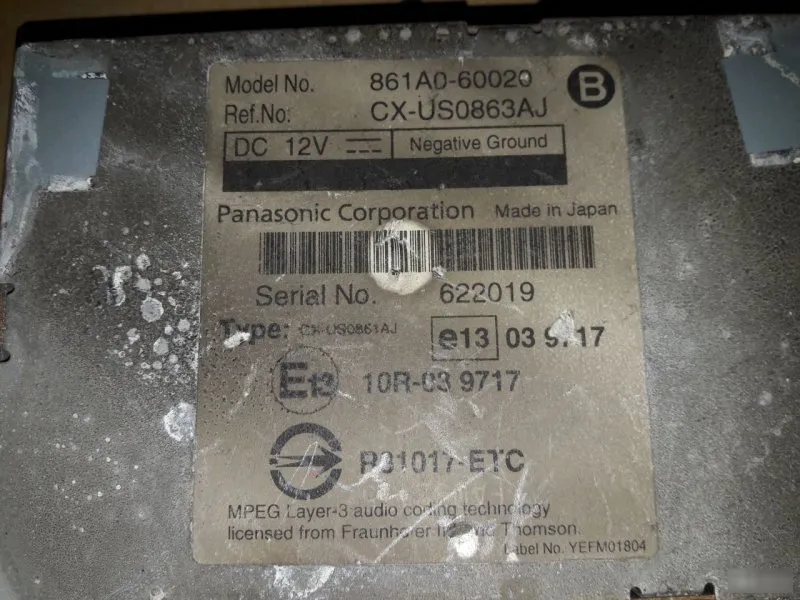 Model No. 861A0-60020 B
Ref.No: CX-US0863AJ
DC 12V Negative Ground
Panasonic Corporation Made in Japan
Serial No. 622019
Type: CX-US0861AJ e13 03 9717
E13 10R-03 9717
R31017-ETC
MPEG Layer-3 audio coding technology
licensed from Fraunhofer and Thomson.
Label No. YEFM01804